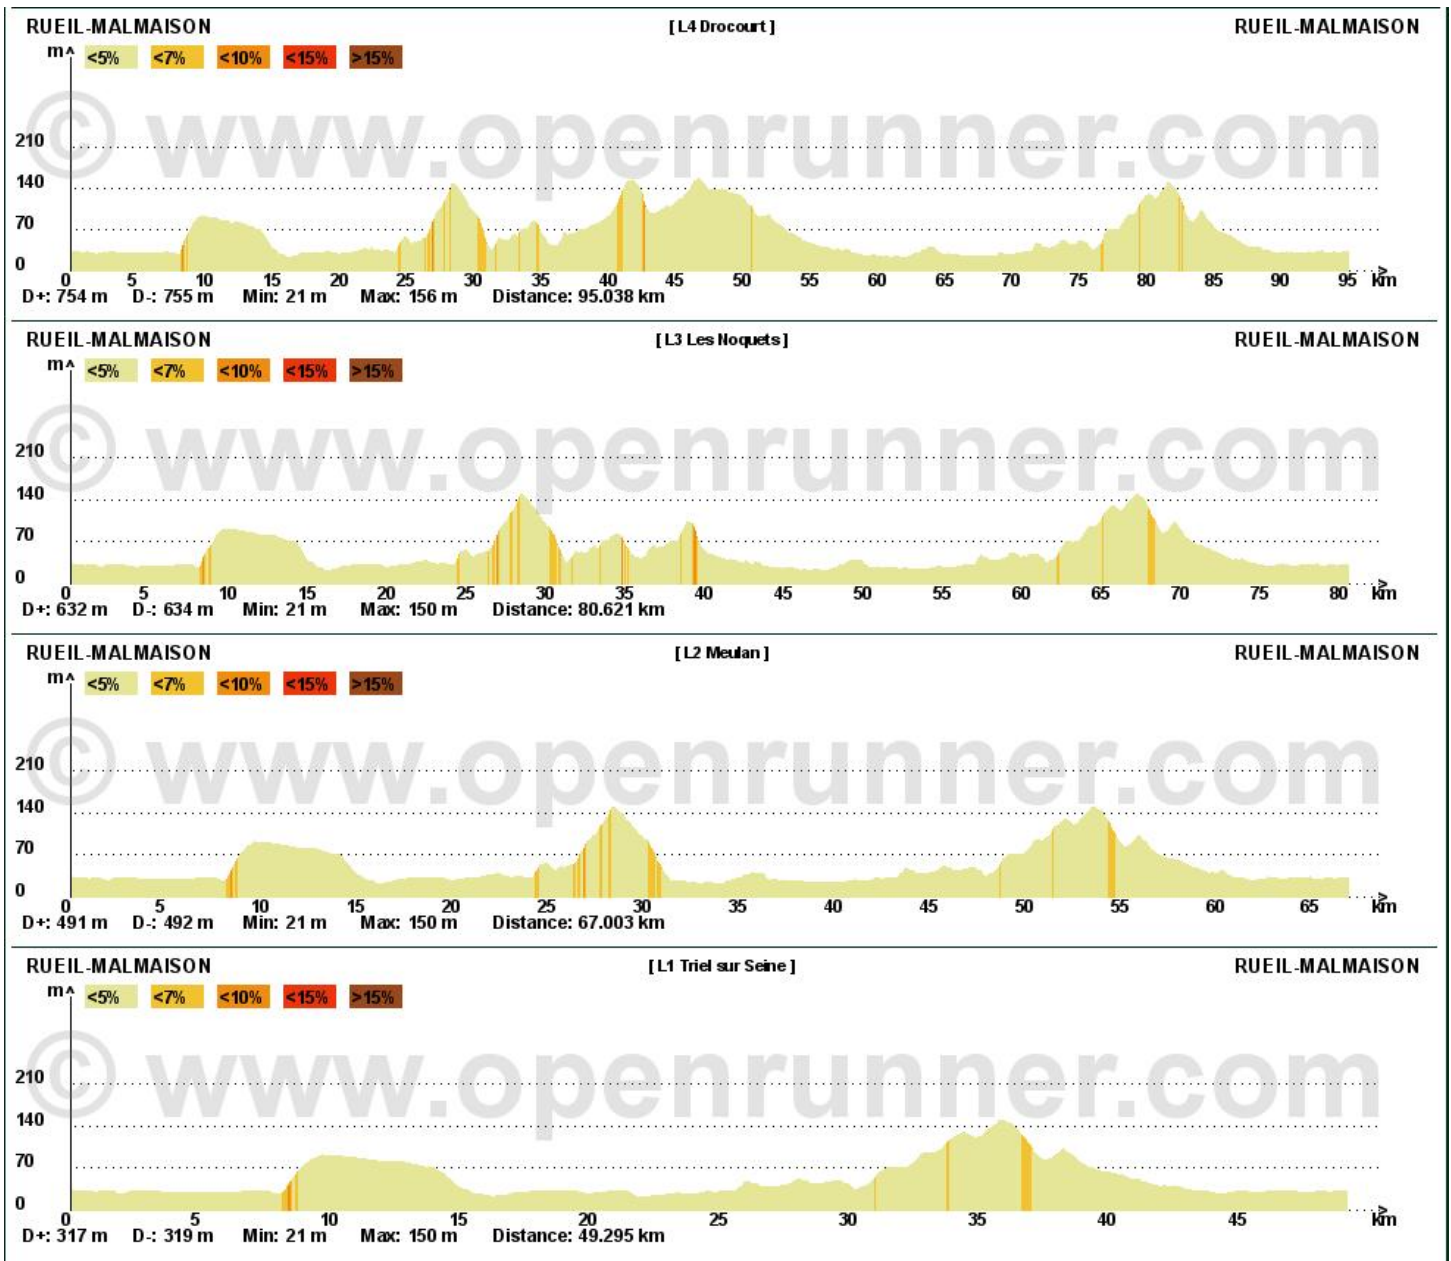 RUEIL-MALMAISON [ L4 Drocourt ] RUEIL-MALMAISON
m^ <5% <7% <10% <15% >15%
© www.openrunner.com
210
140
70
0
0 5 10 15 20 25 30 35 40 45 50 55 60 65 70 75 80 85 90 95 km
D+: 754 m D-: 755 m Min: 21 m Max: 156 m Distance: 95.038 km
RUEIL-MALMAISON [ L3 Les Noquets ] RUEIL-MALMAISON
m^ <5% <7% <10% <15% >15%
© www.openrunner.com
210
140
70
0
0 5 10 15 20 25 30 35 40 45 50 55 60 65 70 75 80 km
D+: 632 m D-: 634 m Min: 21 m Max: 150 m Distance: 80.621 km
RUEIL-MALMAISON [ L2 Meulan ] RUEIL-MALMAISON
m^ <5% <7% <10% <15% >15%
© www.openrunner.com
210
140
70
0
0 5 10 15 20 25 30 35 40 45 50 55 60 65 km
D+: 491 m D-: 492 m Min: 21 m Max: 150 m Distance: 67.003 km
RUEIL-MALMAISON [ L1 Triel sur Seine ] RUEIL-MALMAISON
m^ <5% <7% <10% <15% >15%
© www.openrunner.com
210
140
70
0
0 5 10 15 20 25 30 35 40 45 km
D+: 317 m D-: 319 m Min: 21 m Max: 150 m Distance: 49.295 km